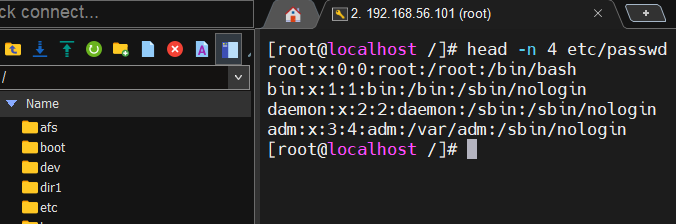 ck connect...
2. 192.168.56.101 (root)
/
Name
afs
boot
dev
dir1
etc
[root@localhost /]# head -n 4 etc/passwd
root:x:0:0:root:/root:/bin/bash
bin:x:1:1:bin:/bin:/sbin/nologin
daemon:x:2:2:daemon:/sbin:/sbin/nologin
adm:x:3:4:adm:/var/adm:/sbin/nologin
[root@localhost /]#